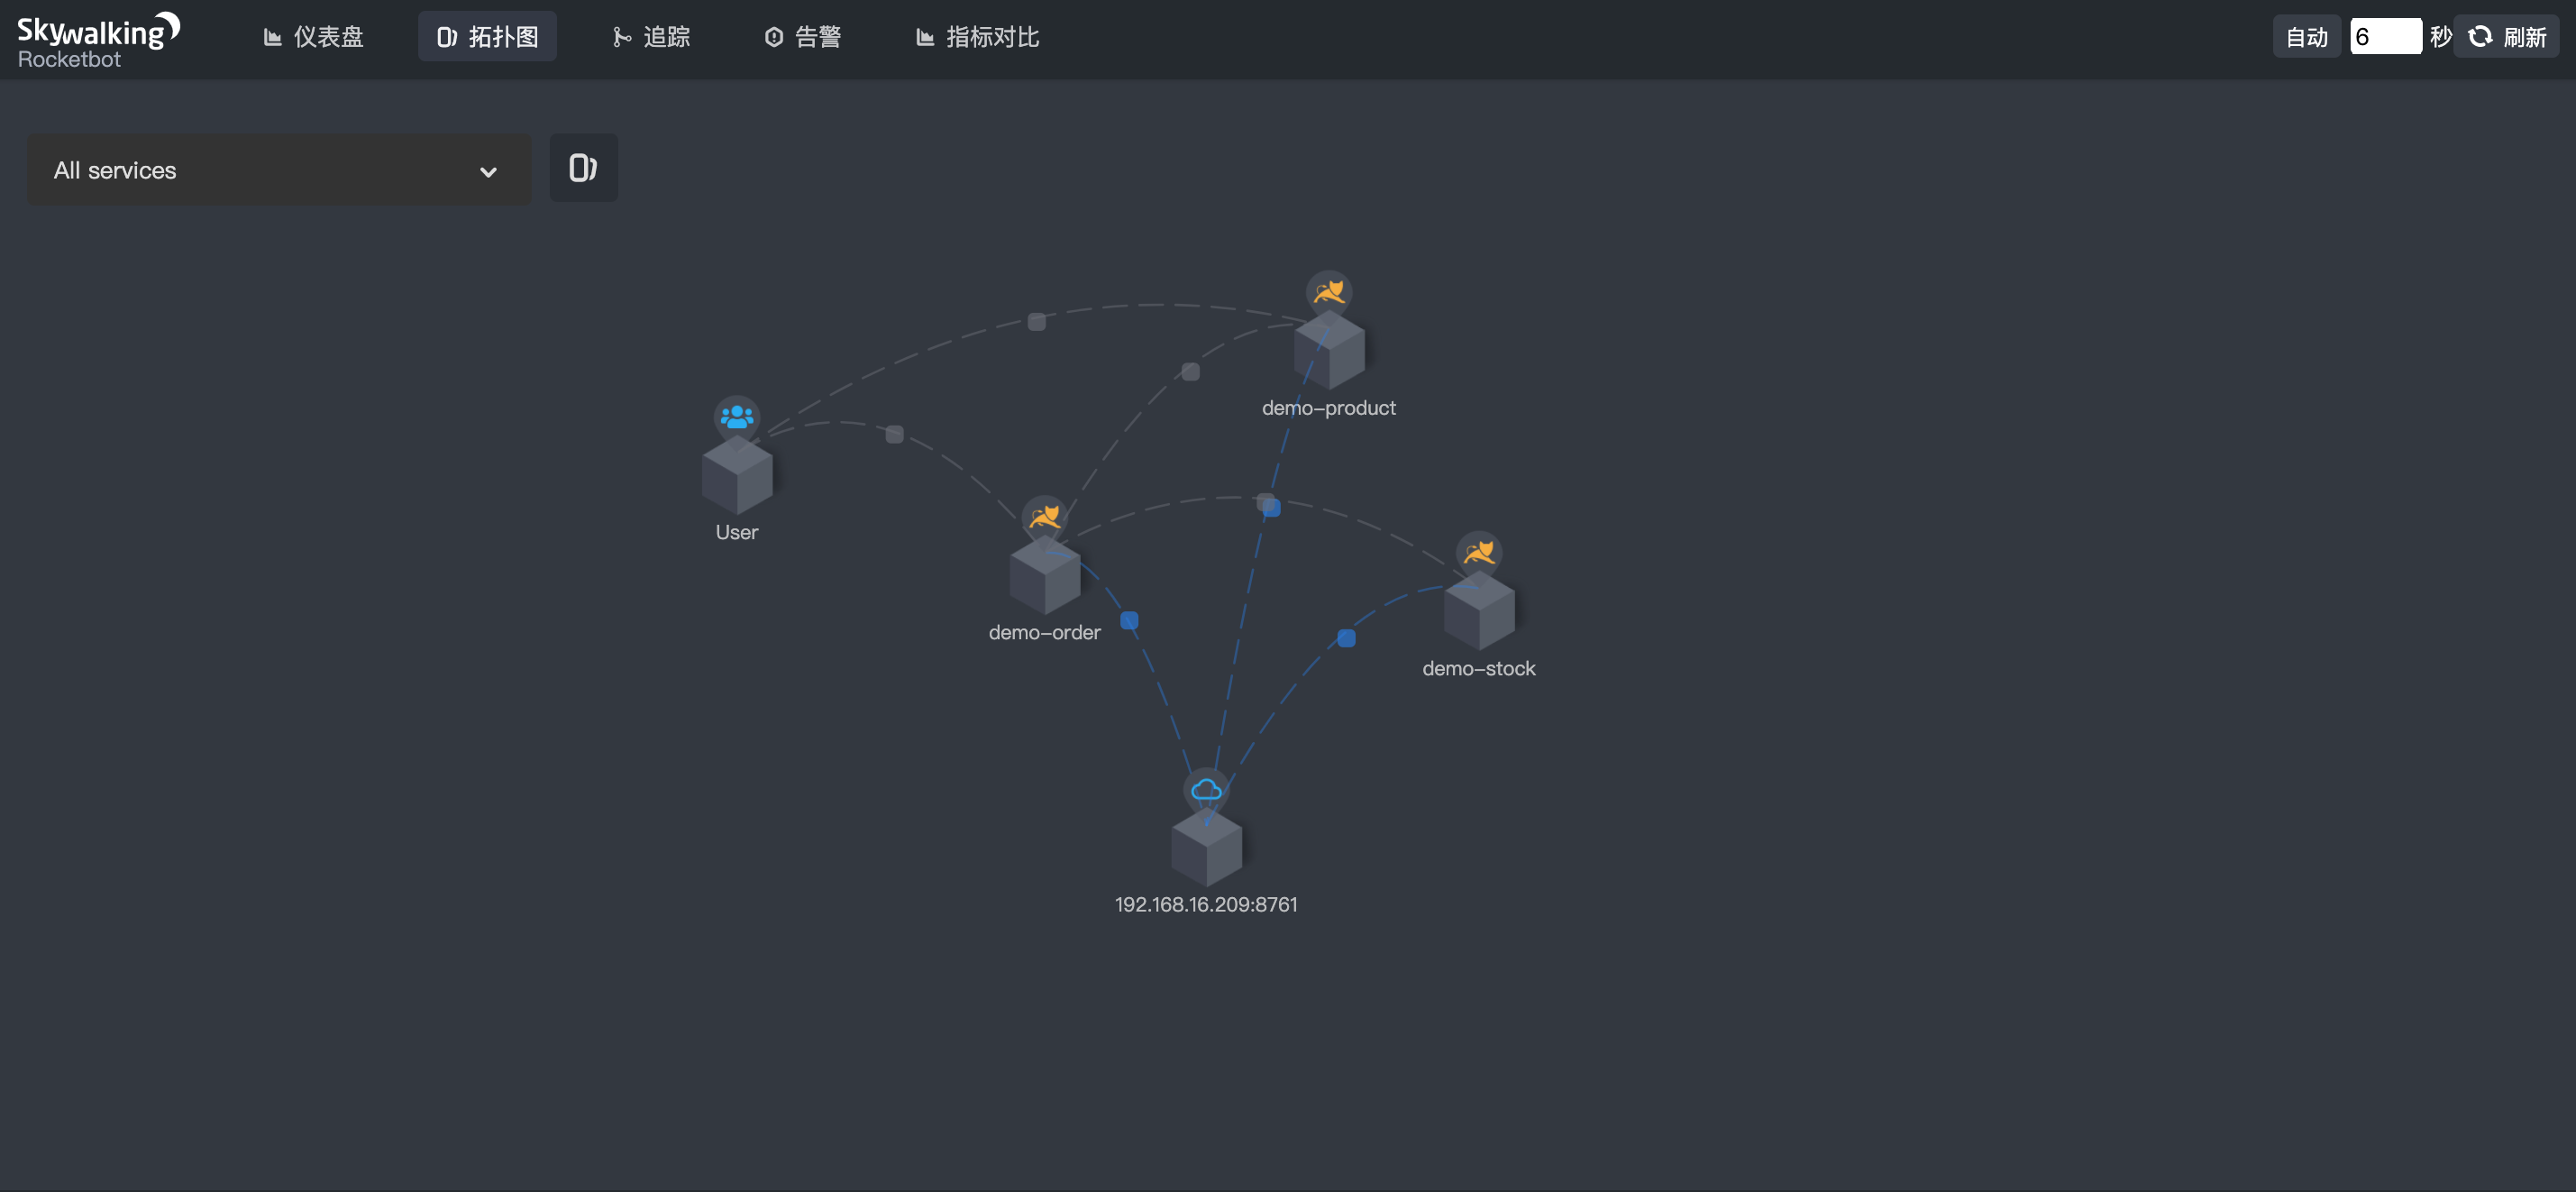 Skywalking
Rocketbot
仪表盘
拓扑图
追踪
告警
指标对比
自动
6
秒
刷新
All services
demo-product
User
demo-order
demo-stock
192.168.16.209:8761